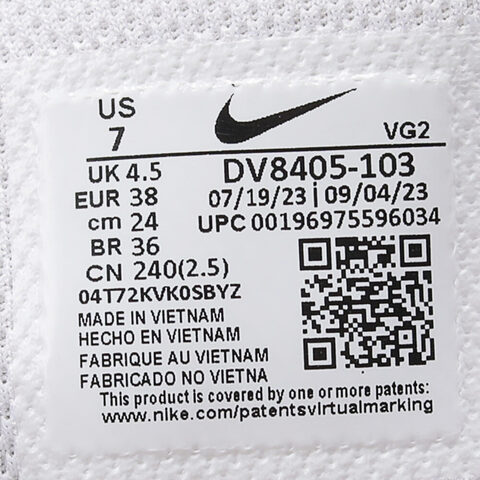 US
7
VG2
UK 4.5
EUR 38
cm 24
BR 36
CN 240(2.5)
DV8405-103
07/19/23 | 09/04/23
UPC 00196975596034
04T72KVK0SBYZ
MADE IN VIETNAM
HECHO EN VIETNAM
FABRIQUE AU VIETNAM
FABRICADO NO VIETNA
This product is covered by one or more patents:
www.nike.com/patentsvirtualmarking